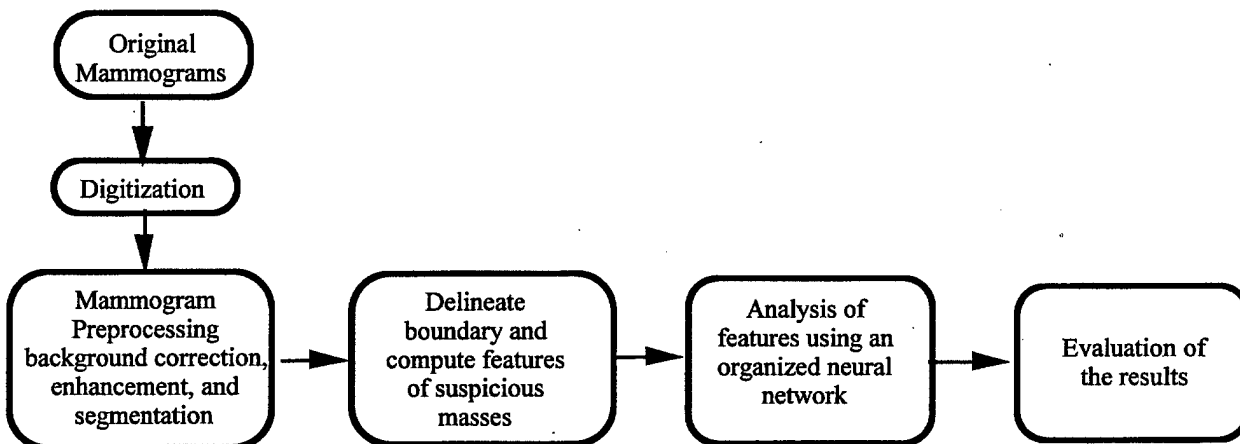 Original
Mammograms
Digitization
Mammogram
Preprocessing
background correction,
enhancement, and
segmentation
Delineate
boundary and
compute features
of suspicious
masses
Analysis of
features using an
organized neural
network
Evaluation of
the results